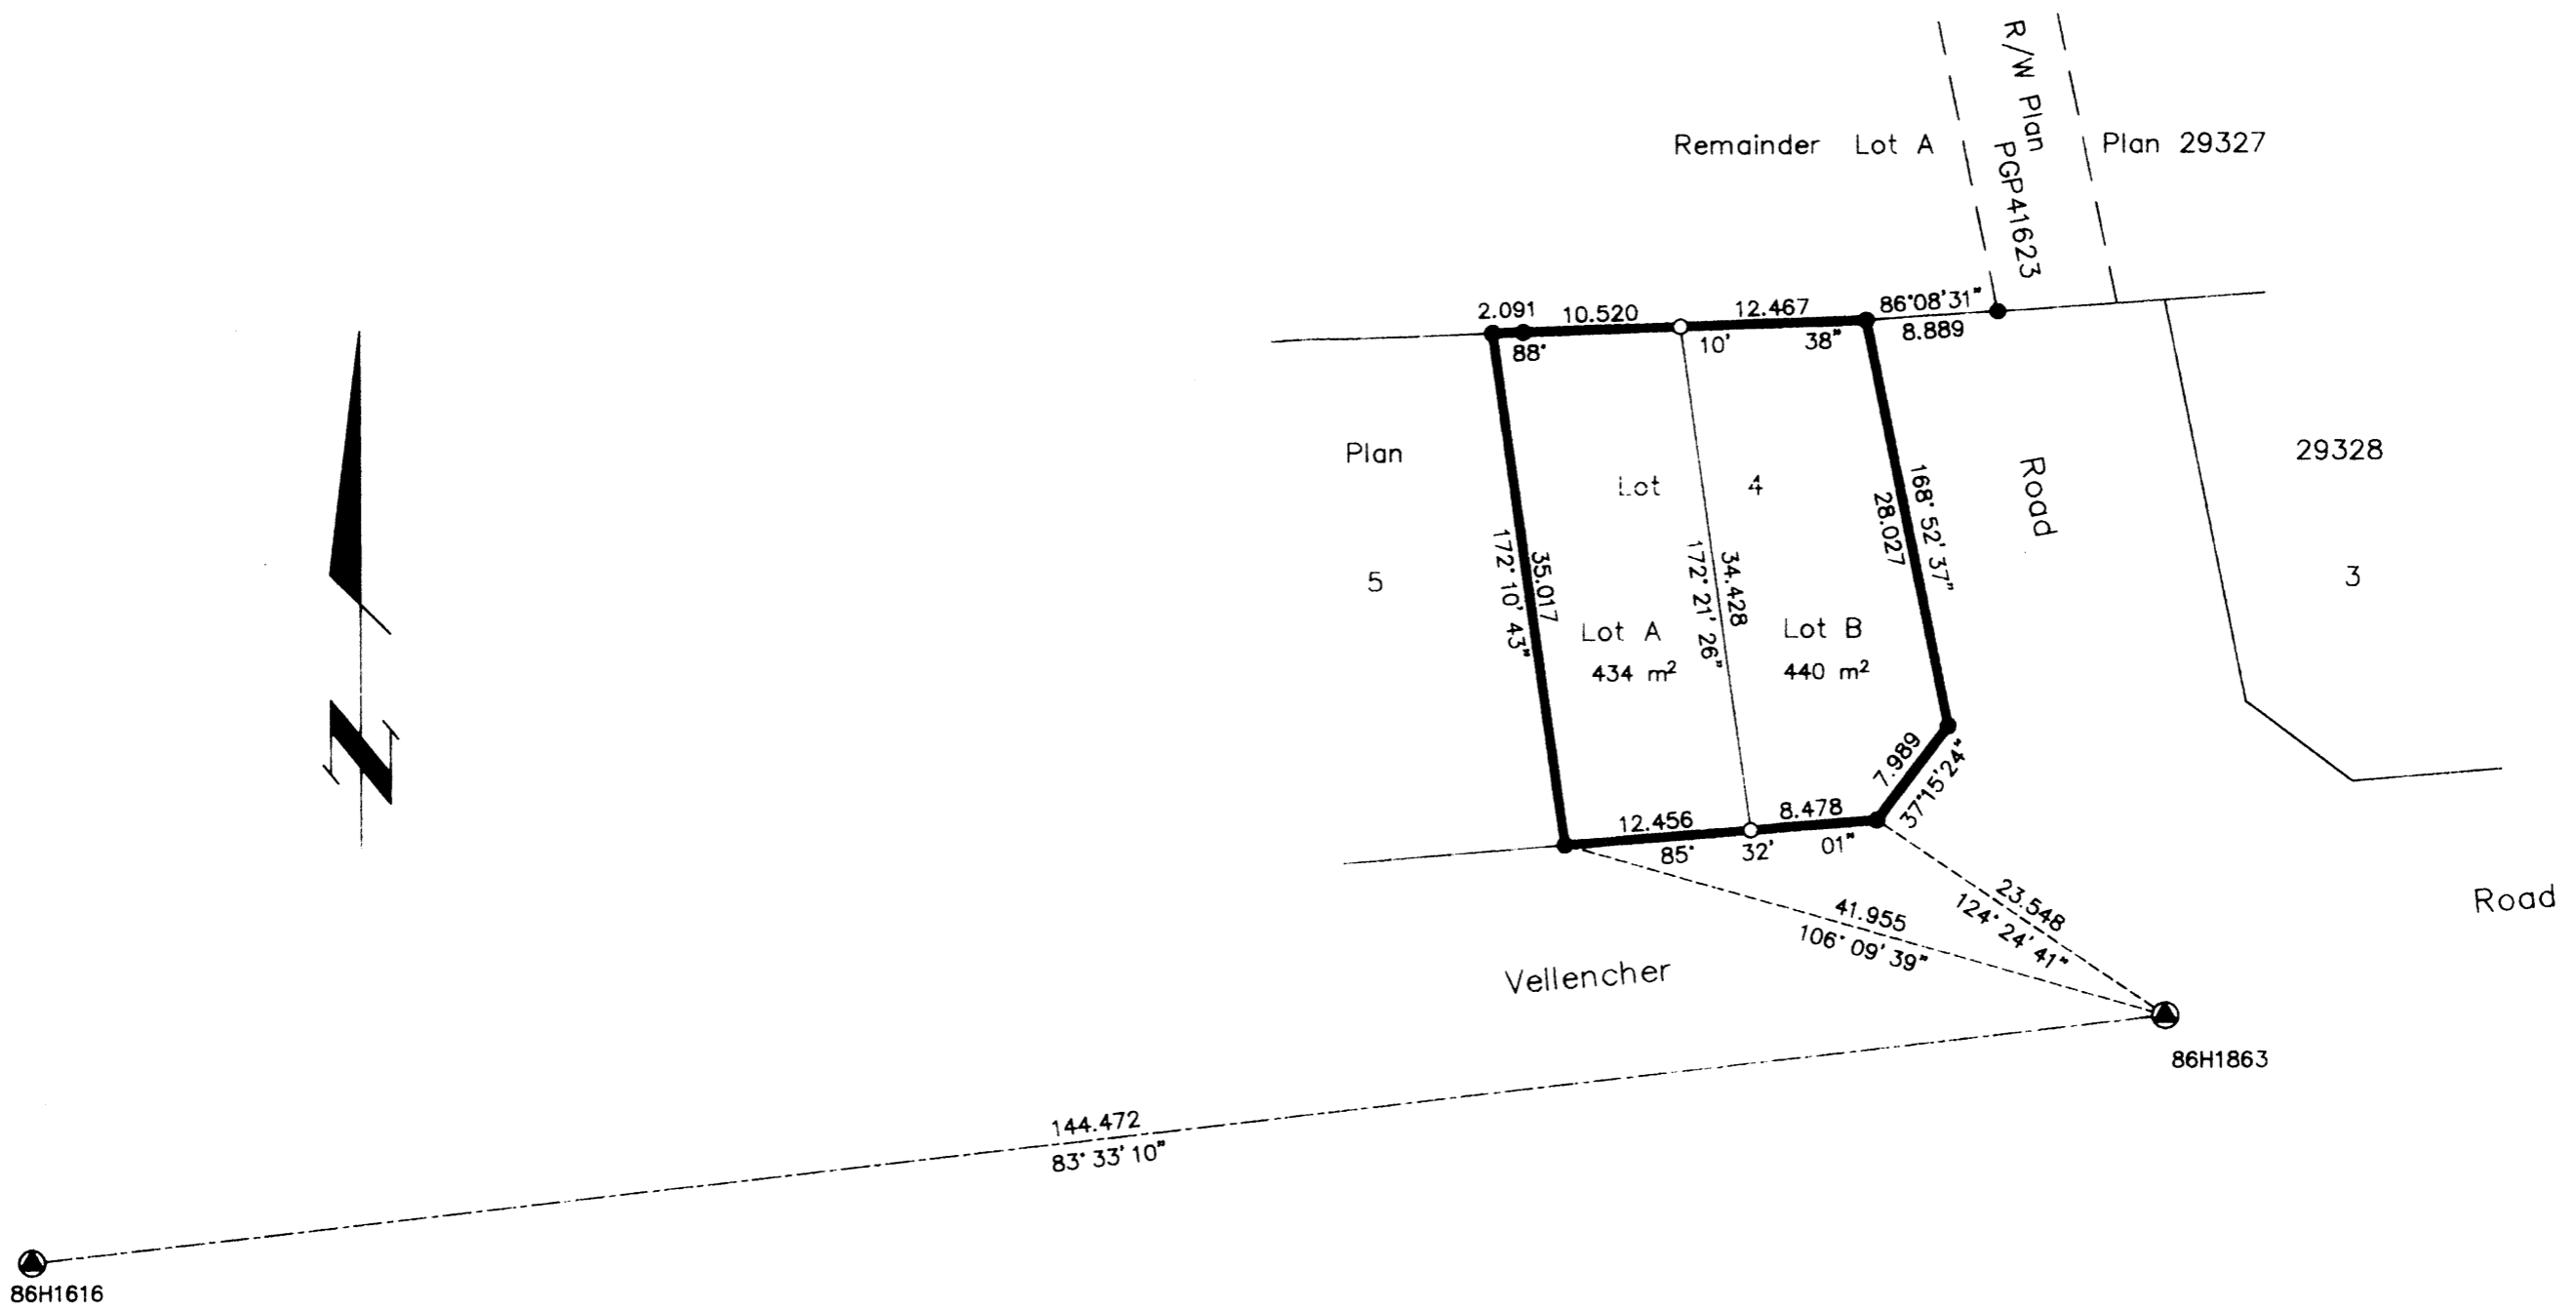 R/W Plan
PGP41623
Remainder Lot A
Plan 29327
2.091
10.520
12.467
86°08'31"
88°
10'
38"
8.889
Plan
5
Lot 4
29328
3
Road
168° 52' 37"
28.027
35.017
172° 10' 43"
34.428
172° 21' 26"
Lot A
434 m²
Lot B
440 m²
7.989
37°15'24"
12.456
8.478
85°
32'
01"
41.955
106° 09' 39"
23.548
124° 24' 41"
Vellencher
Road
86H1863
144.472
83° 33' 10"
86H1616
N